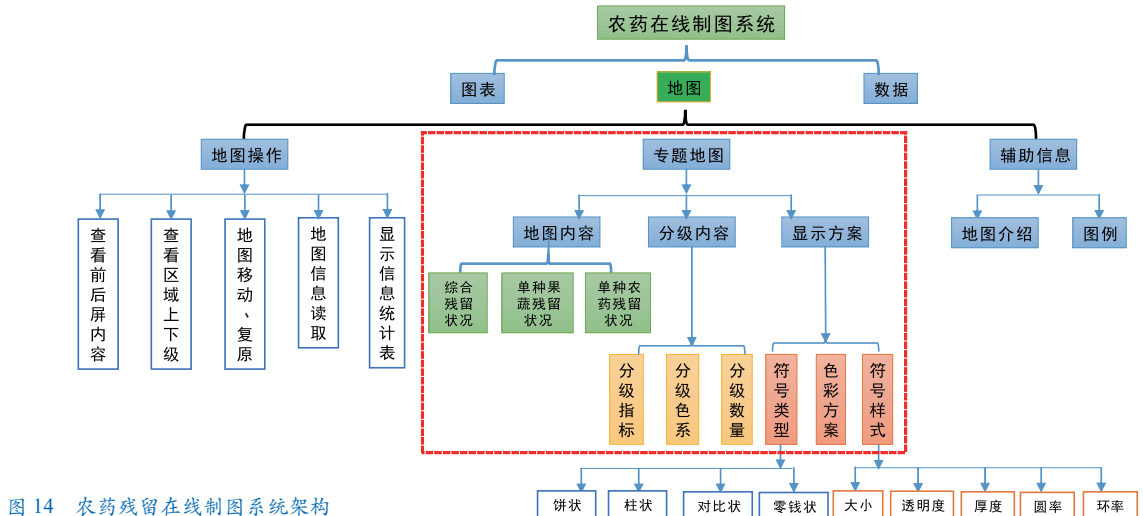 农药在线制图系统
图表
地图
数据
地图操作
专题地图
辅助信息
查看前后屏内容
查看区域上下级
地图移动、复原
地图信息读取
显示信息统计表
地图内容
分级内容
显示方案
地图介绍
图例
综合
残留
状况
单种果
蔬残留
状况
单种农
药残留
状况
分级指标
分级色系
分级数量
符号类型
色彩方案
符号样式
饼状
柱状
对比状
零钱状
大小
透明度
厚度
圆率
环率
图 14 农药残留在线制图系统架构